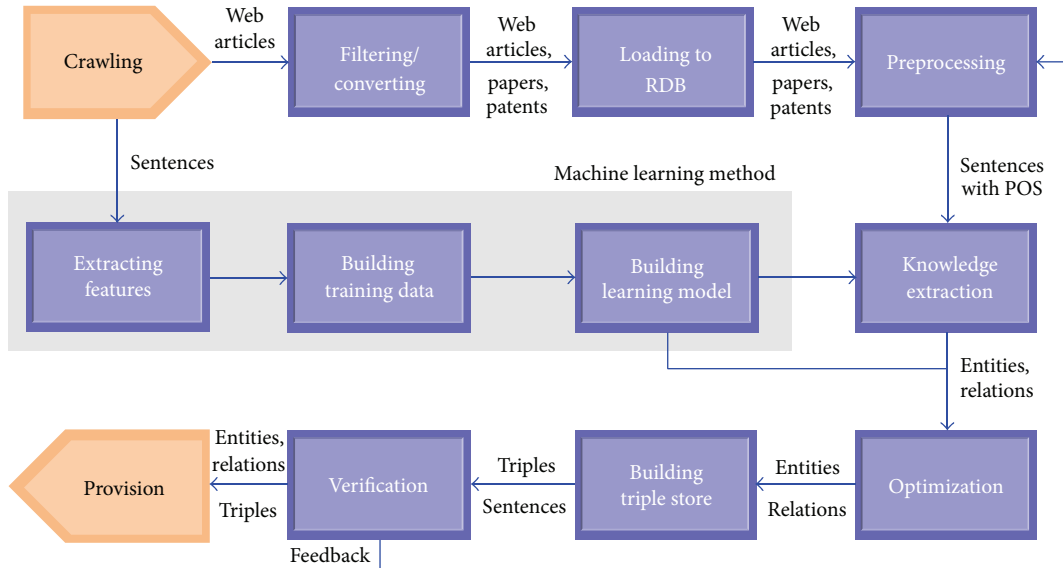 Crawling
Web
articles
Filtering/
converting
Web
articles,
papers,
patents
Loading to
RDB
Web
articles,
papers,
patents
Preprocessing
Sentences
Sentences
with POS
Machine learning method
Extracting
features
Building
training data
Building
learning model
Knowledge
extraction
Entities,
relations
Provision
Entities,
relations
Triples
Verification
Triples
Sentences
Building
triple store
Entities
Relations
Optimization
Feedback